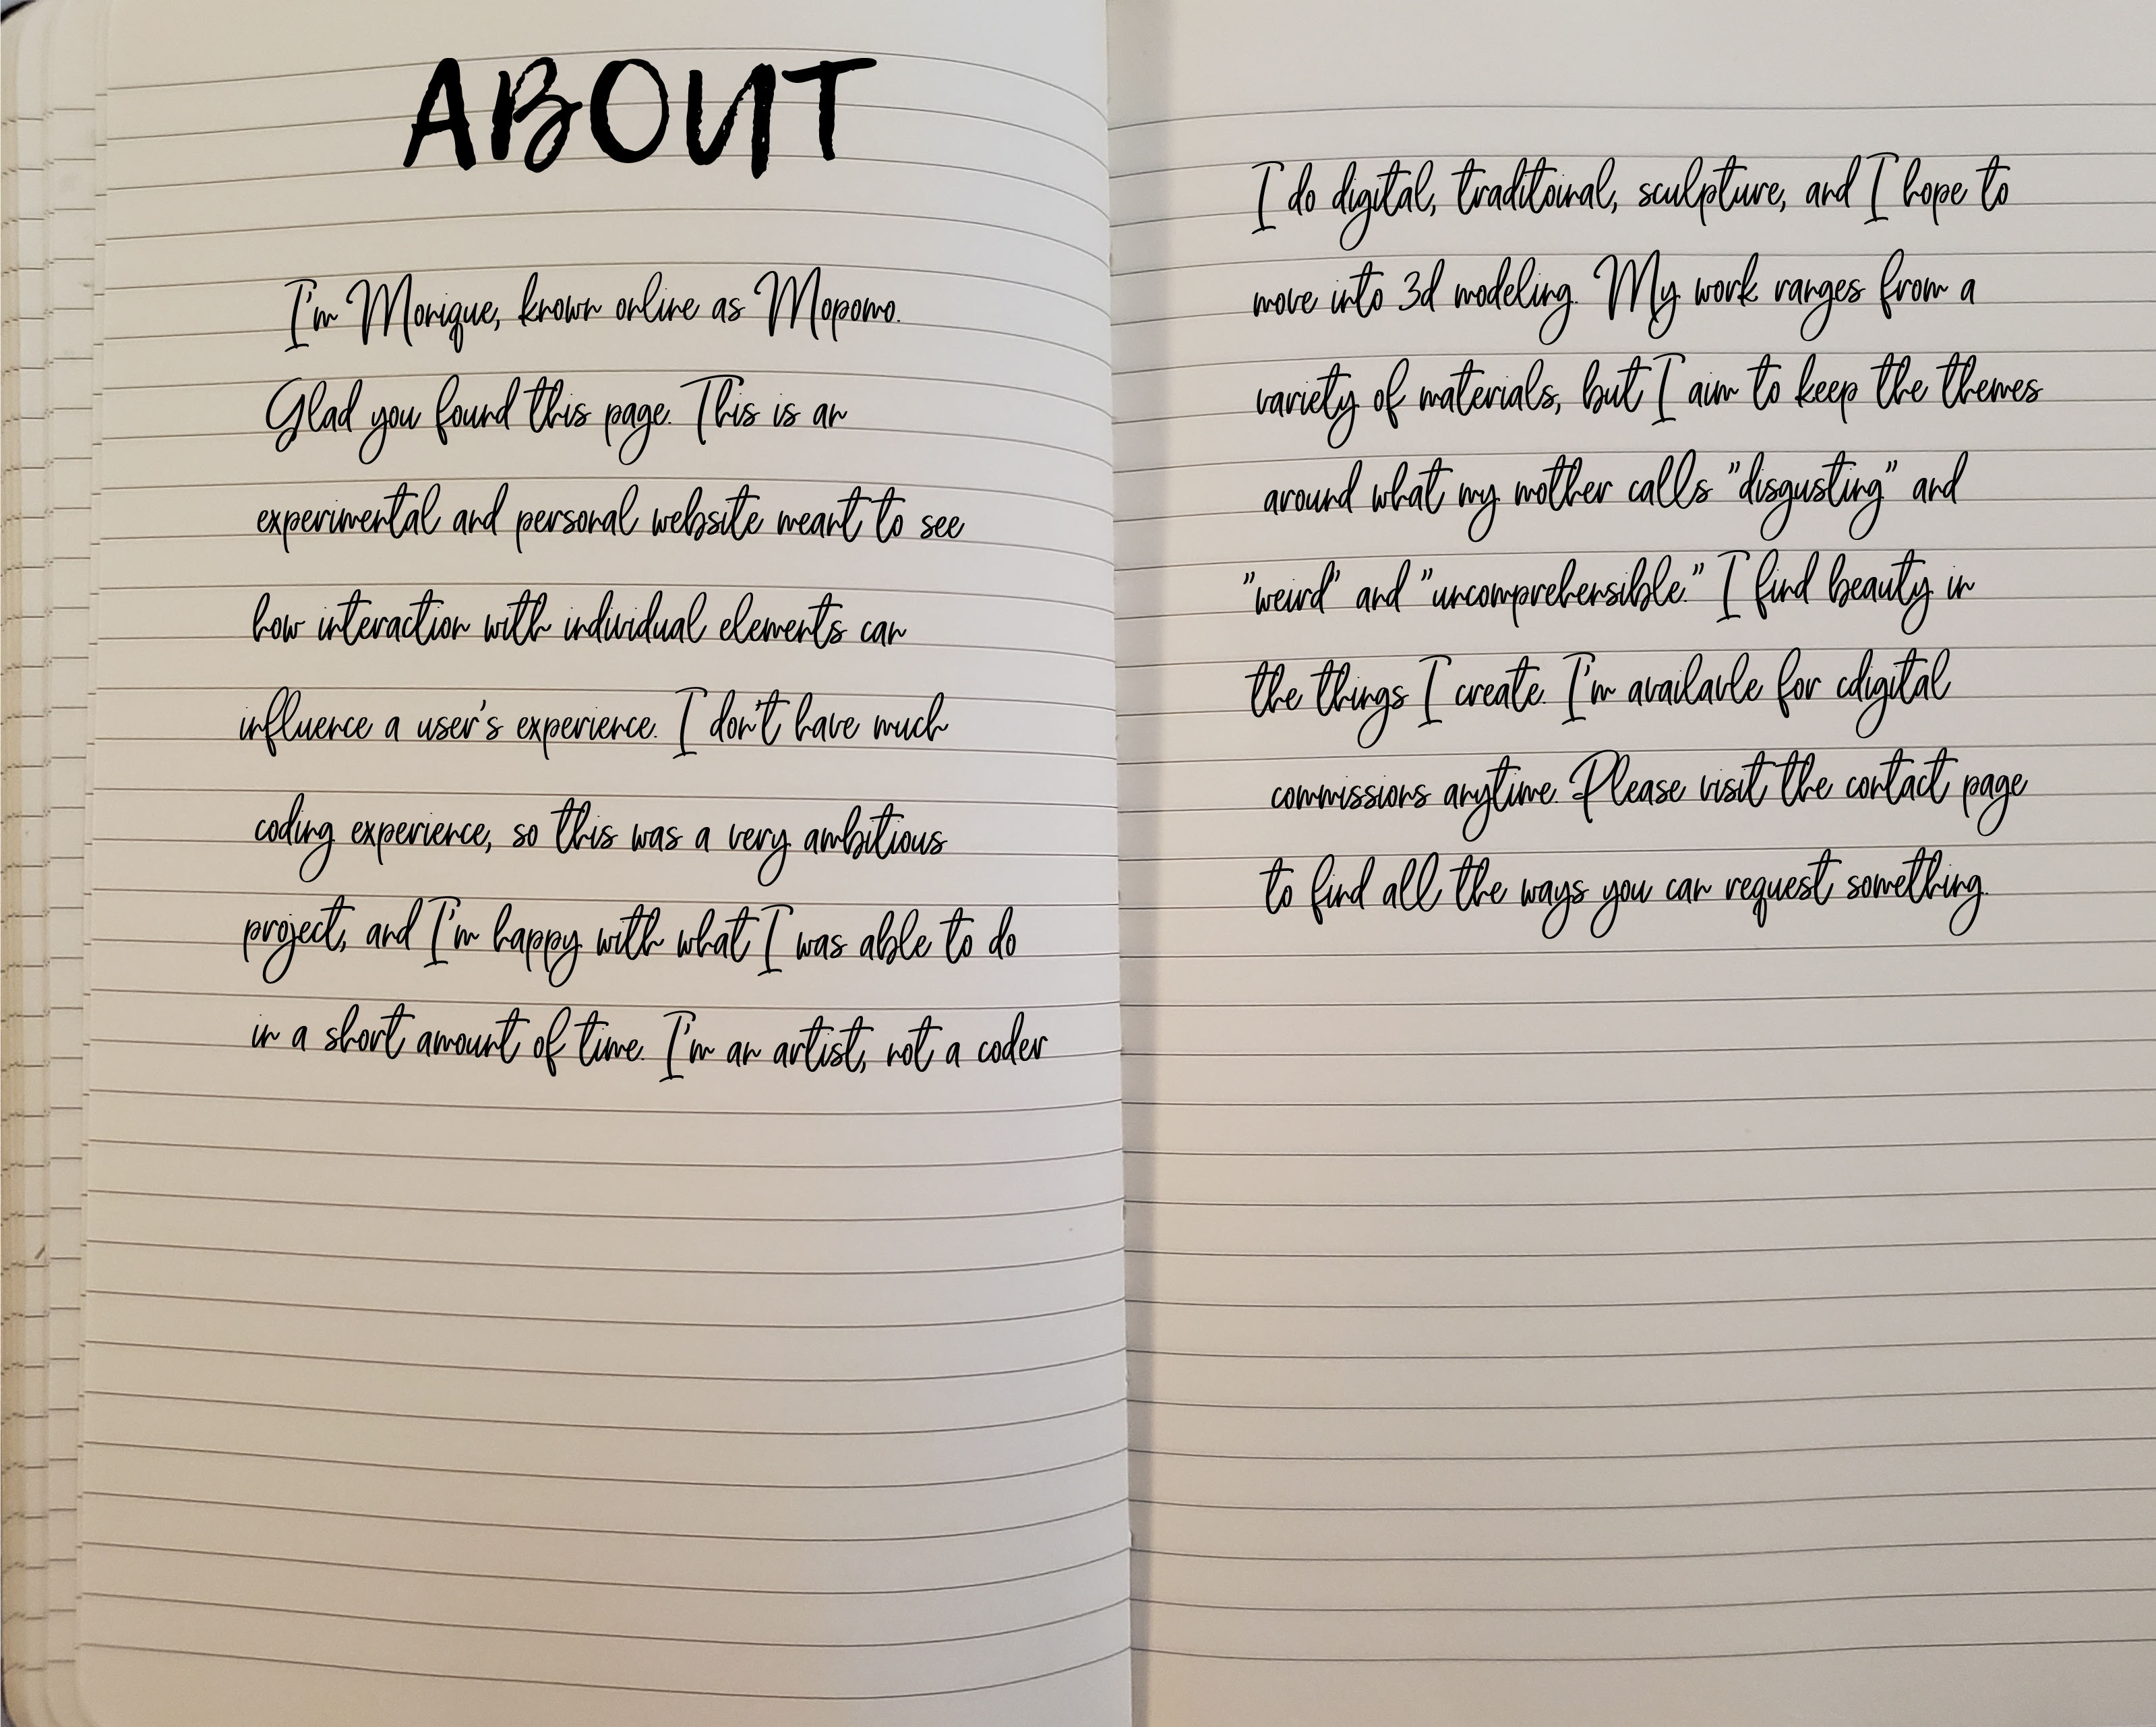 ABOUT
I'm Monique, known online as Mopomo.
Glad you found this page. This is an
experimental and personal website meant to see
how interaction with individual elements can
influence a user's experience. I don't have much
coding experience, so this was a very ambitious
project, and I'm happy with what I was able to do
in a short amount of time. I'm an artist, not a coder
I do digital, traditoinal, sculpture, and I hope to
move into 3d modeling. My work ranges from a
variety of materials, but I aim to keep the themes
around what my mother calls "disgusting" and
"weird" and "uncomprehensible." I find beauty in
the things I create. I'm availavle for cdigital
commissions anytime. Please visit the contact page
to find all the ways you can request something.